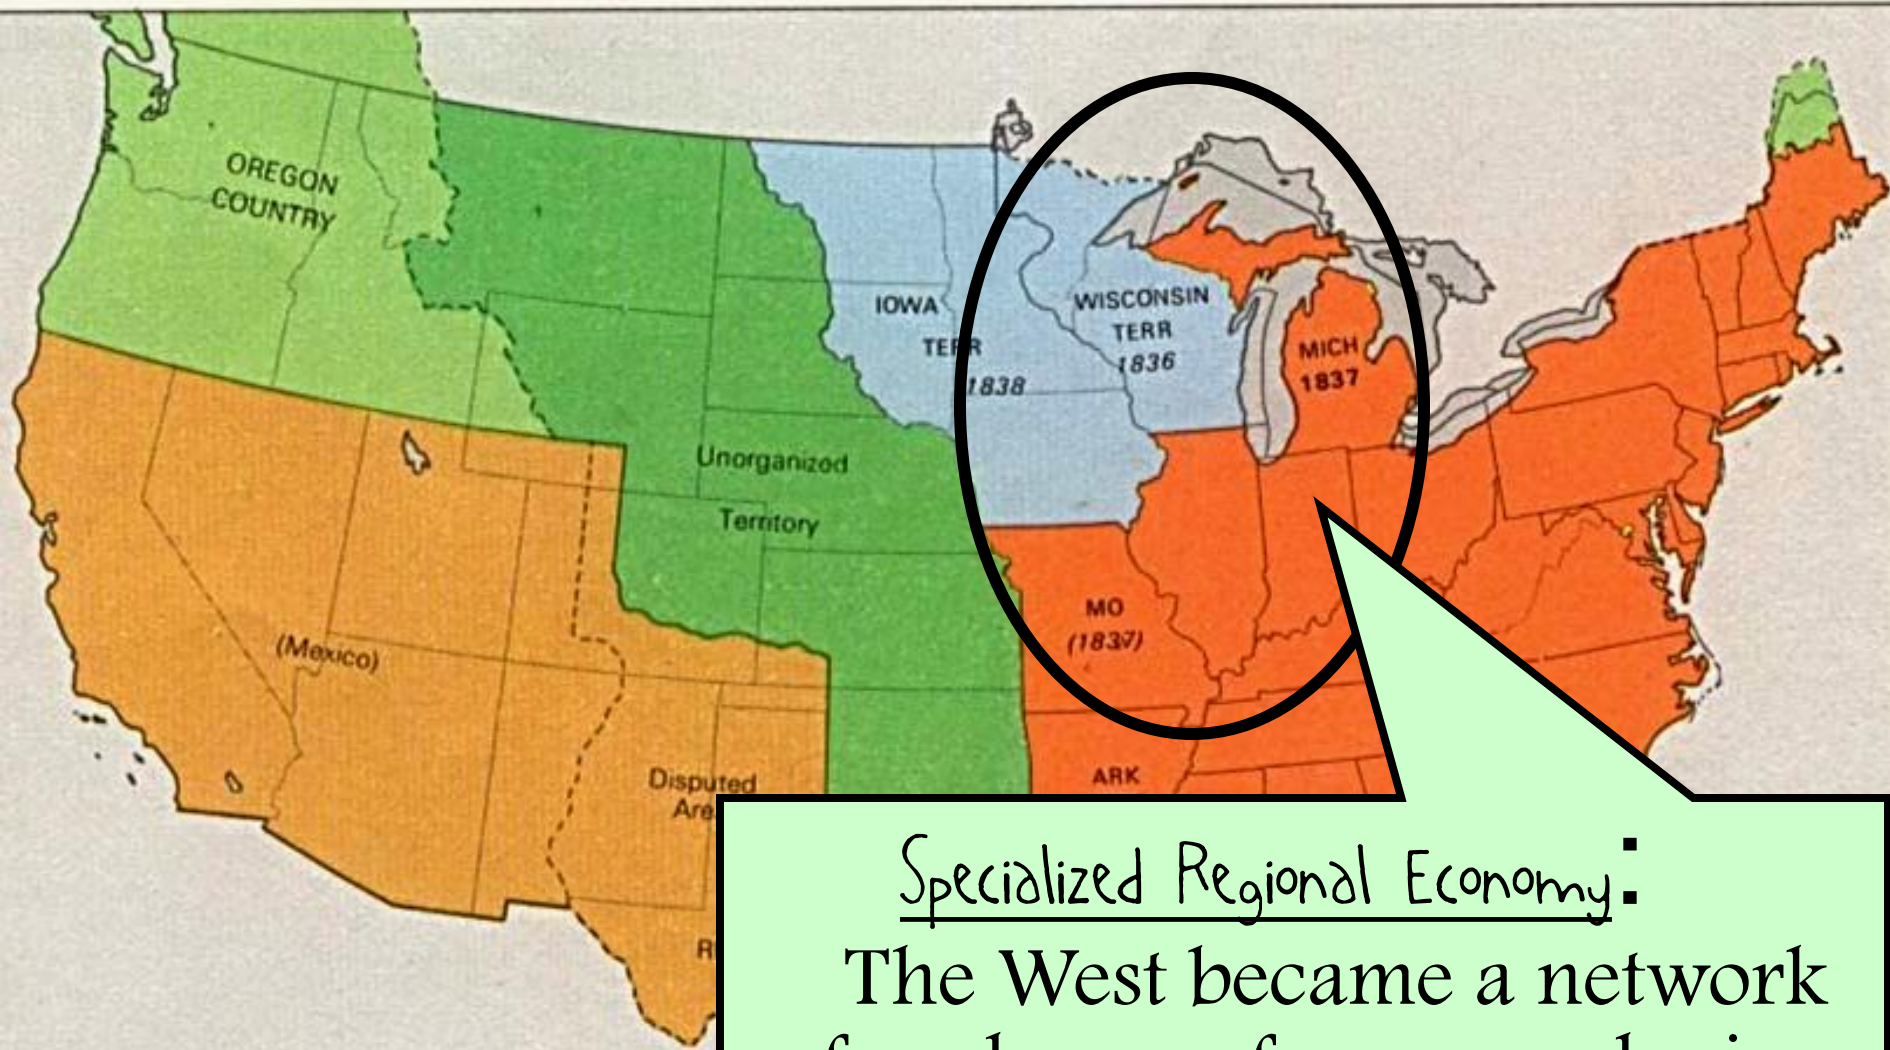 OREGON
COUNTRY
IOWA
TERR
1838
WISCONSIN
TERR
1836
MICH
1837
Unorganized
Territory
MO
(1837)
(Mexico)
Disputed
Are
ARK
R
Specialized Regional Economy:
The West became a network